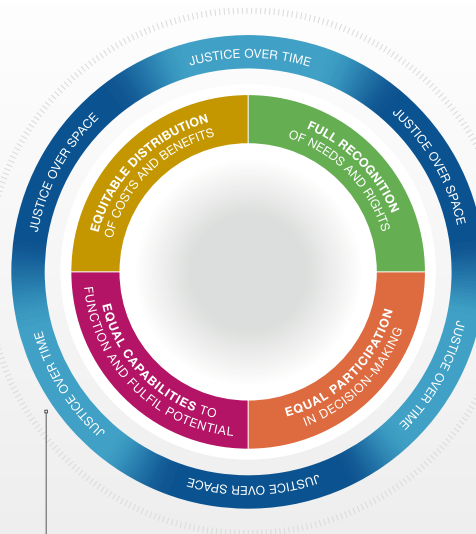 JUSTICE OVER TIME
JUSTICE OVER SPACE
JUSTICE OVER TIME
JUSTICE OVER SPACE
JUSTICE OVER TIME
JUSTICE OVER SPACE
EQUITABLE DISTRIBUTION
OF COSTS AND BENEFITS
FULL RECOGNITION
OF NEEDS AND RIGHTS
EQUAL PARTICIPATION
IN DECISION-MAKING
EQUAL CAPABILITIES TO
FUNCTION AND FULFIL POTENTIAL